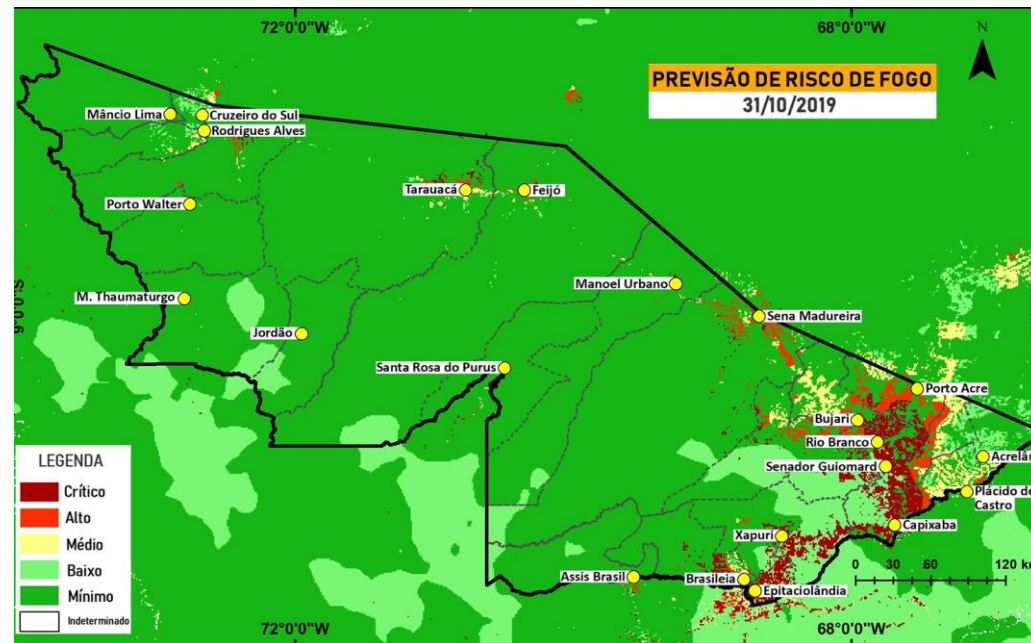 72°0'0"W
68°0'0"W
N
PREVISÃO DE RISCO DE FOGO
31/10/2019
Mâncio Lima
Cruzeiro do Sul
Rodrigues Alves
Tarauacá
Feijó
Porto Walter
Manoel Urbano
M. Thaumaturgo
9°0'0"S
9°0'0"S
Sena Madureira
Jordão
Santa Rosa do Purus
Porto Acre
Bujari
Rio Branco
Acrelân
Senador Guiomard
Plácido de
Castro
Capixaba
Xapuri
Assis Brasil
Brasileia
Epitaciolândia
0 30 60 120 km
LEGENDA
Crítico
Alto
Médio
Baixo
Mínimo
Indeterminado
72°0'0"W
68°0'0"W